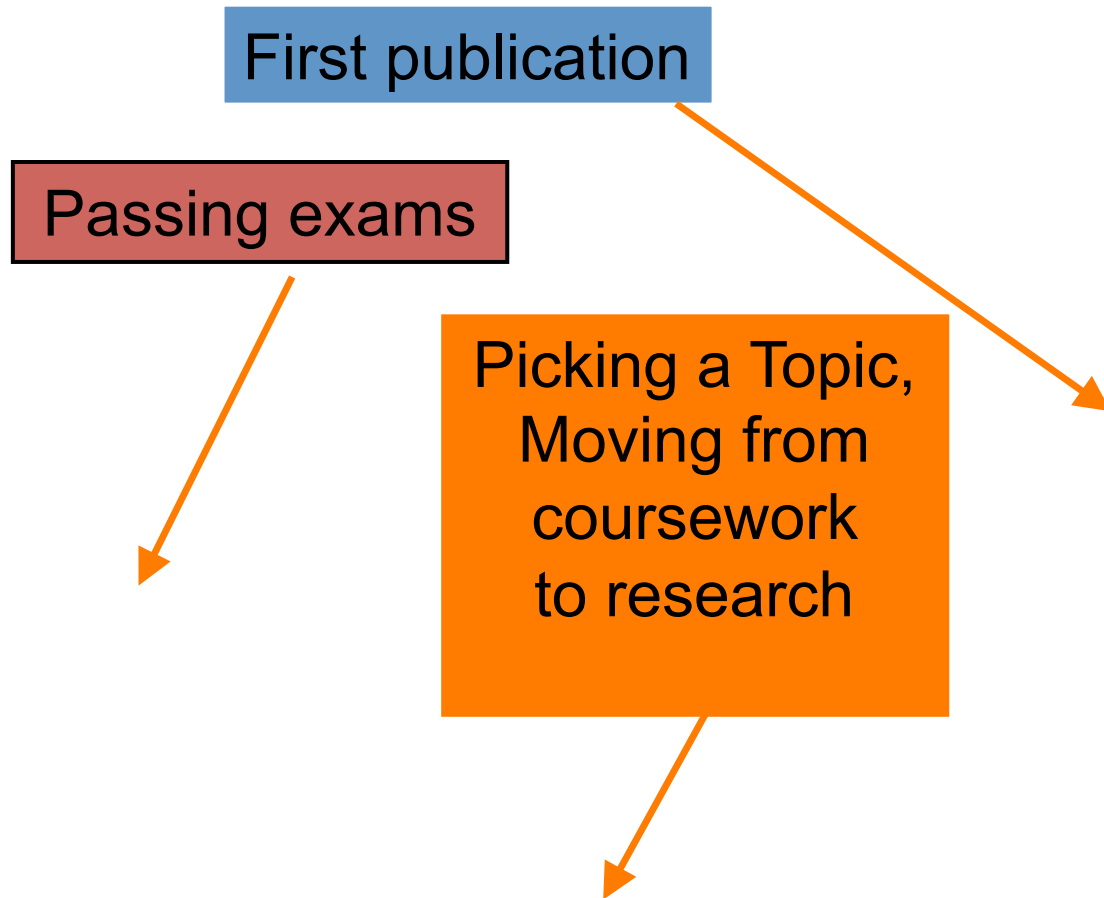 First publication
Passing exams
Picking a Topic,
Moving from
coursework
to research